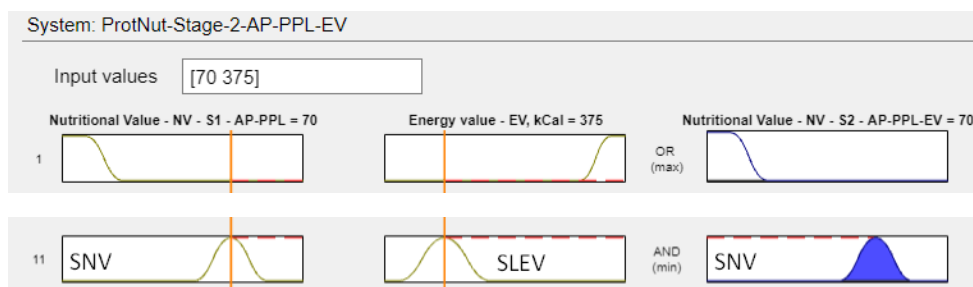 System: ProtNut-Stage-2-AP-PPL-EV
Input values [70 375]
Nutritional Value - NV - S1 - AP-PPL = 70 Energy value - EV, kCal = 375 Nutritional Value - NV - S2 - AP-PPL-EV = 70
1 OR
(max)
11 SNV SLEV AND
(min) SNV